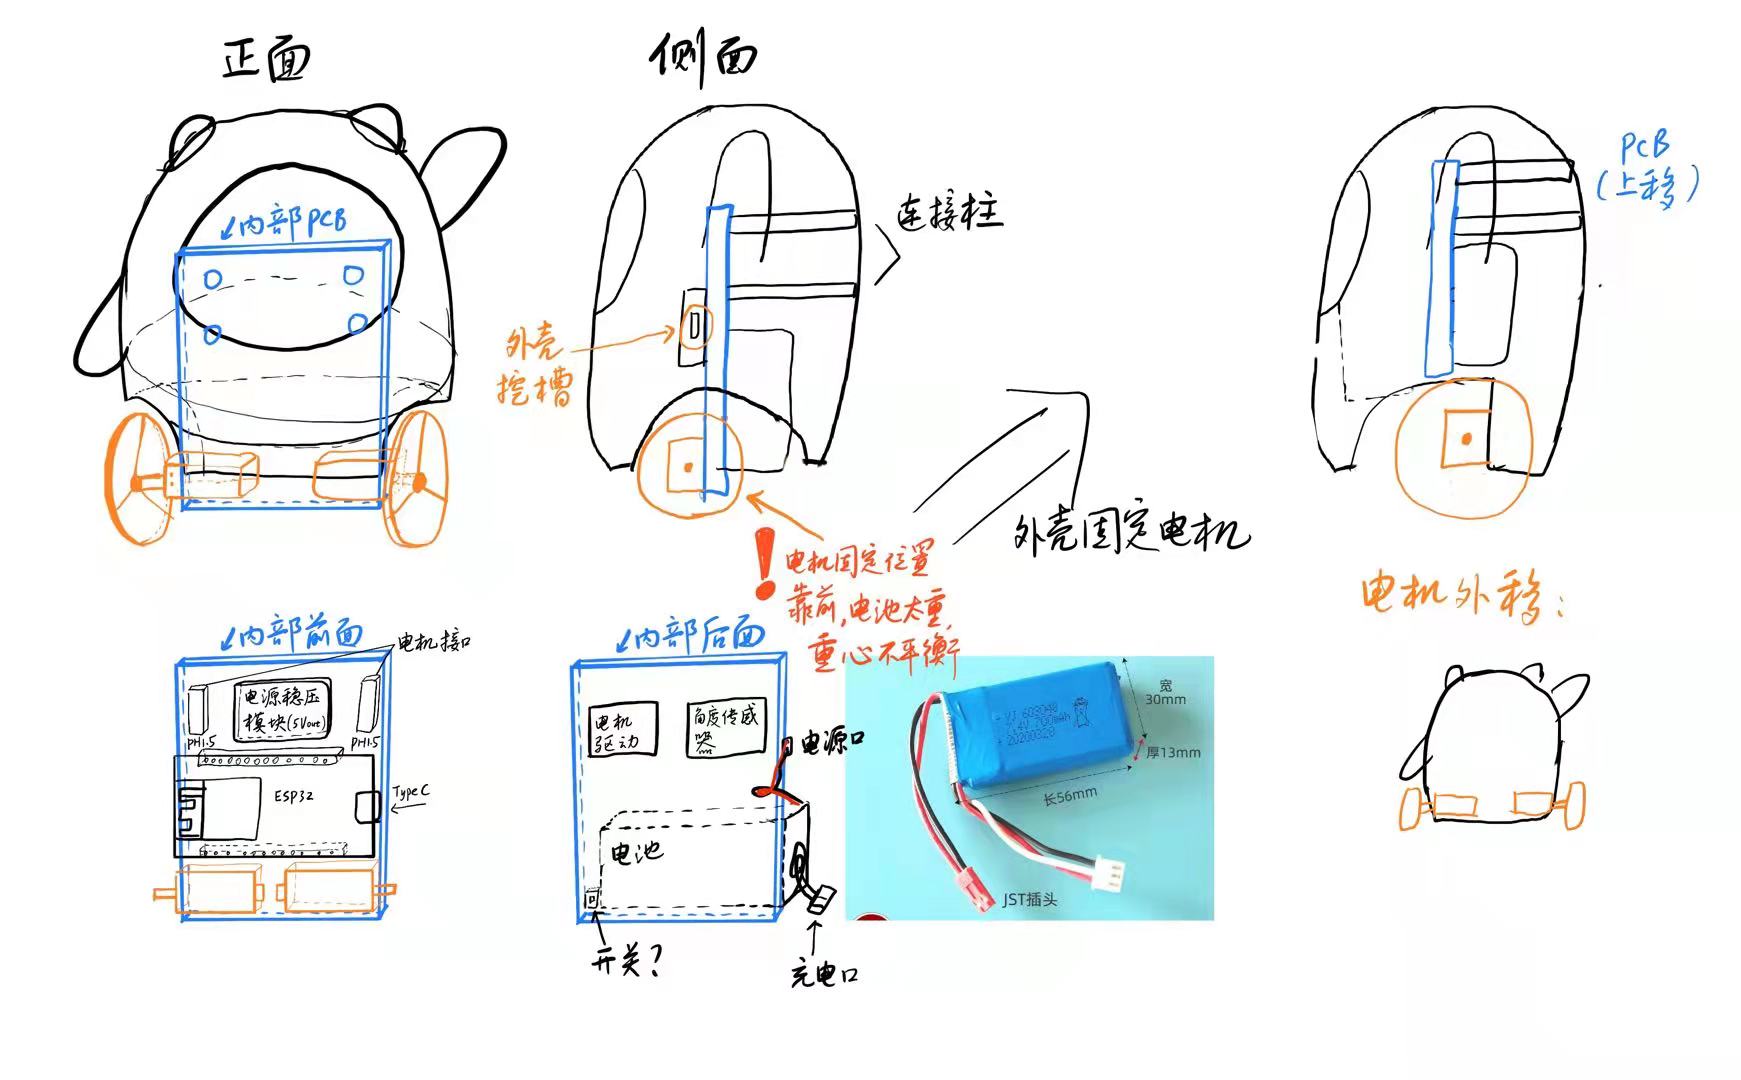 正面
侧面
内部PCB
连接柱
PCB
(上移)
外壳
挖槽
外壳固定电机
电机固定位置
靠前,电池太重,
重心不平衡
电机外移:
内部前面
电机接口
电源稳压
模块(5Vout)
PH1.5
PH1.5
ESP32
TypeC
内部后面
电机
驱动
角度传感
器
电源口
电池
开关?
充电口
7.4V 700mAh
+ 20200328
宽
30mm
厚13mm
长56mm
JST插头